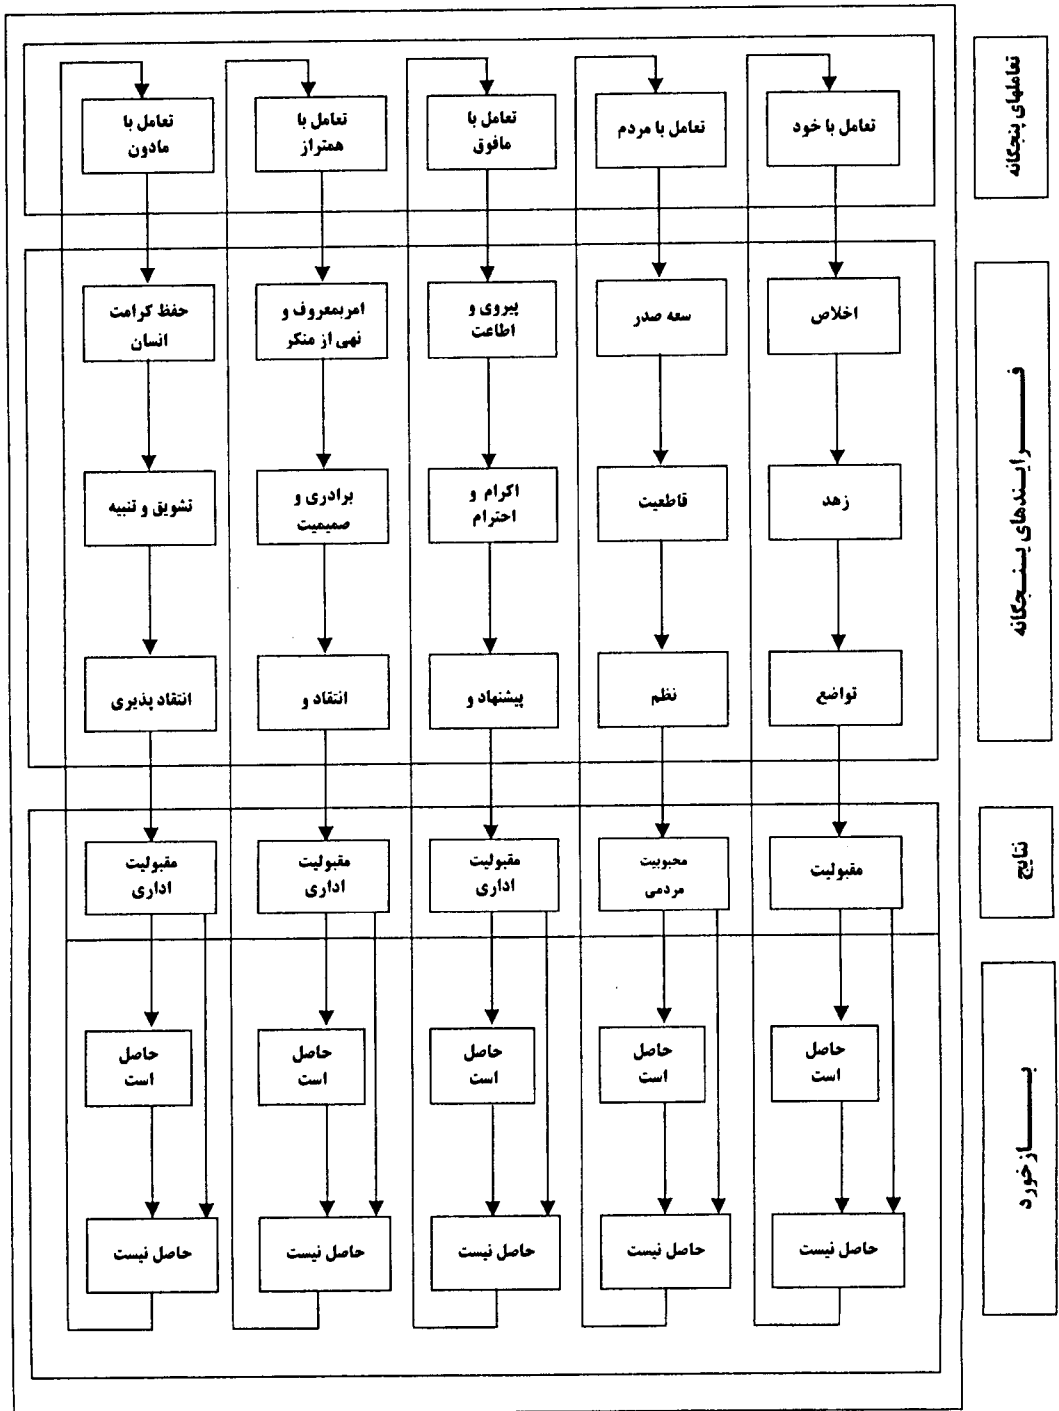 تعاملهای پنجگانه
تعامل با خود
تعامل با مردم
تعامل با
مافوق
تعامل با
همتراز
تعامل با
مادون
فـرایـندهای پـنـجگانه
اخلاص
سعه صدر
پیروی و
اطاعت
امربمعروف و
نهی از منکر
حفظ کرامت
انسان
زهد
قاطعیت
اکرام و
احترام
برادری و
صمیمیت
تشویق و تنبیه
تواضع
نظم
پیشنهاد و
انتقاد و
انتقاد پذیری
نتایج
مقبولیت
محبوبیت
مردمی
مقبولیت
اداری
مقبولیت
اداری
مقبولیت
اداری
بـازخورد
حاصل
است
حاصل
است
حاصل
است
حاصل
است
حاصل
است
حاصل نیست
حاصل نیست
حاصل نیست
حاصل نیست
حاصل نیست